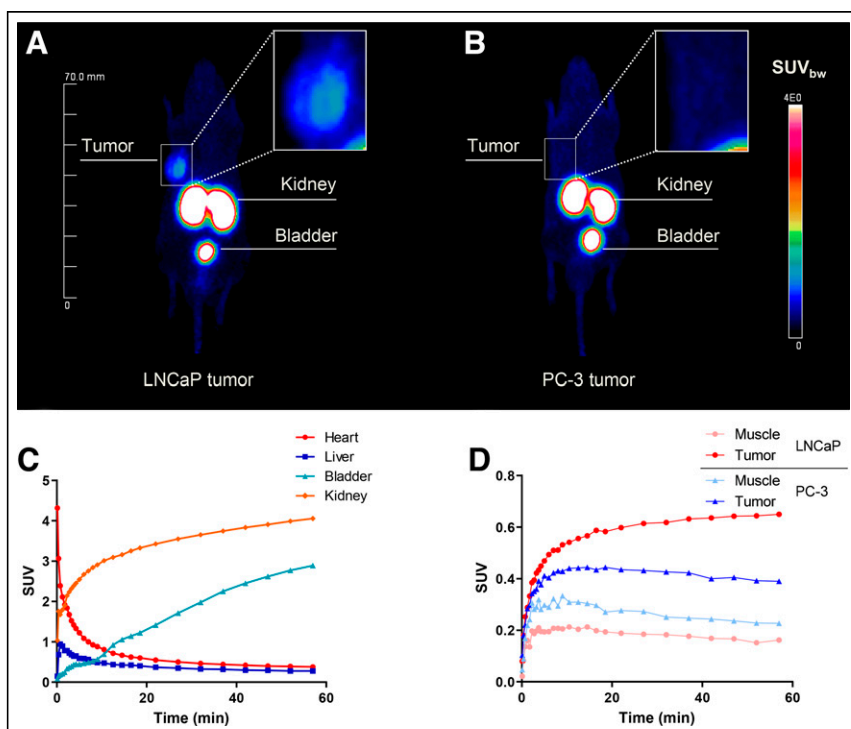 A
70.0 mm
0
Tumor
Kidney
Bladder
LNCaP tumor
B
Tumor
Kidney
Bladder
PC-3 tumor
SUVbw
4E0
0
C
Heart
Liver
Bladder
Kidney
5
4
3
2
1
0
SUV
0 20 40 60
Time (min)
D
Muscle
Tumor
LNCaP
Muscle
Tumor
PC-3
0.8
0.6
0.4
0.2
0.0
SUV
0 20 40 60
Time (min)